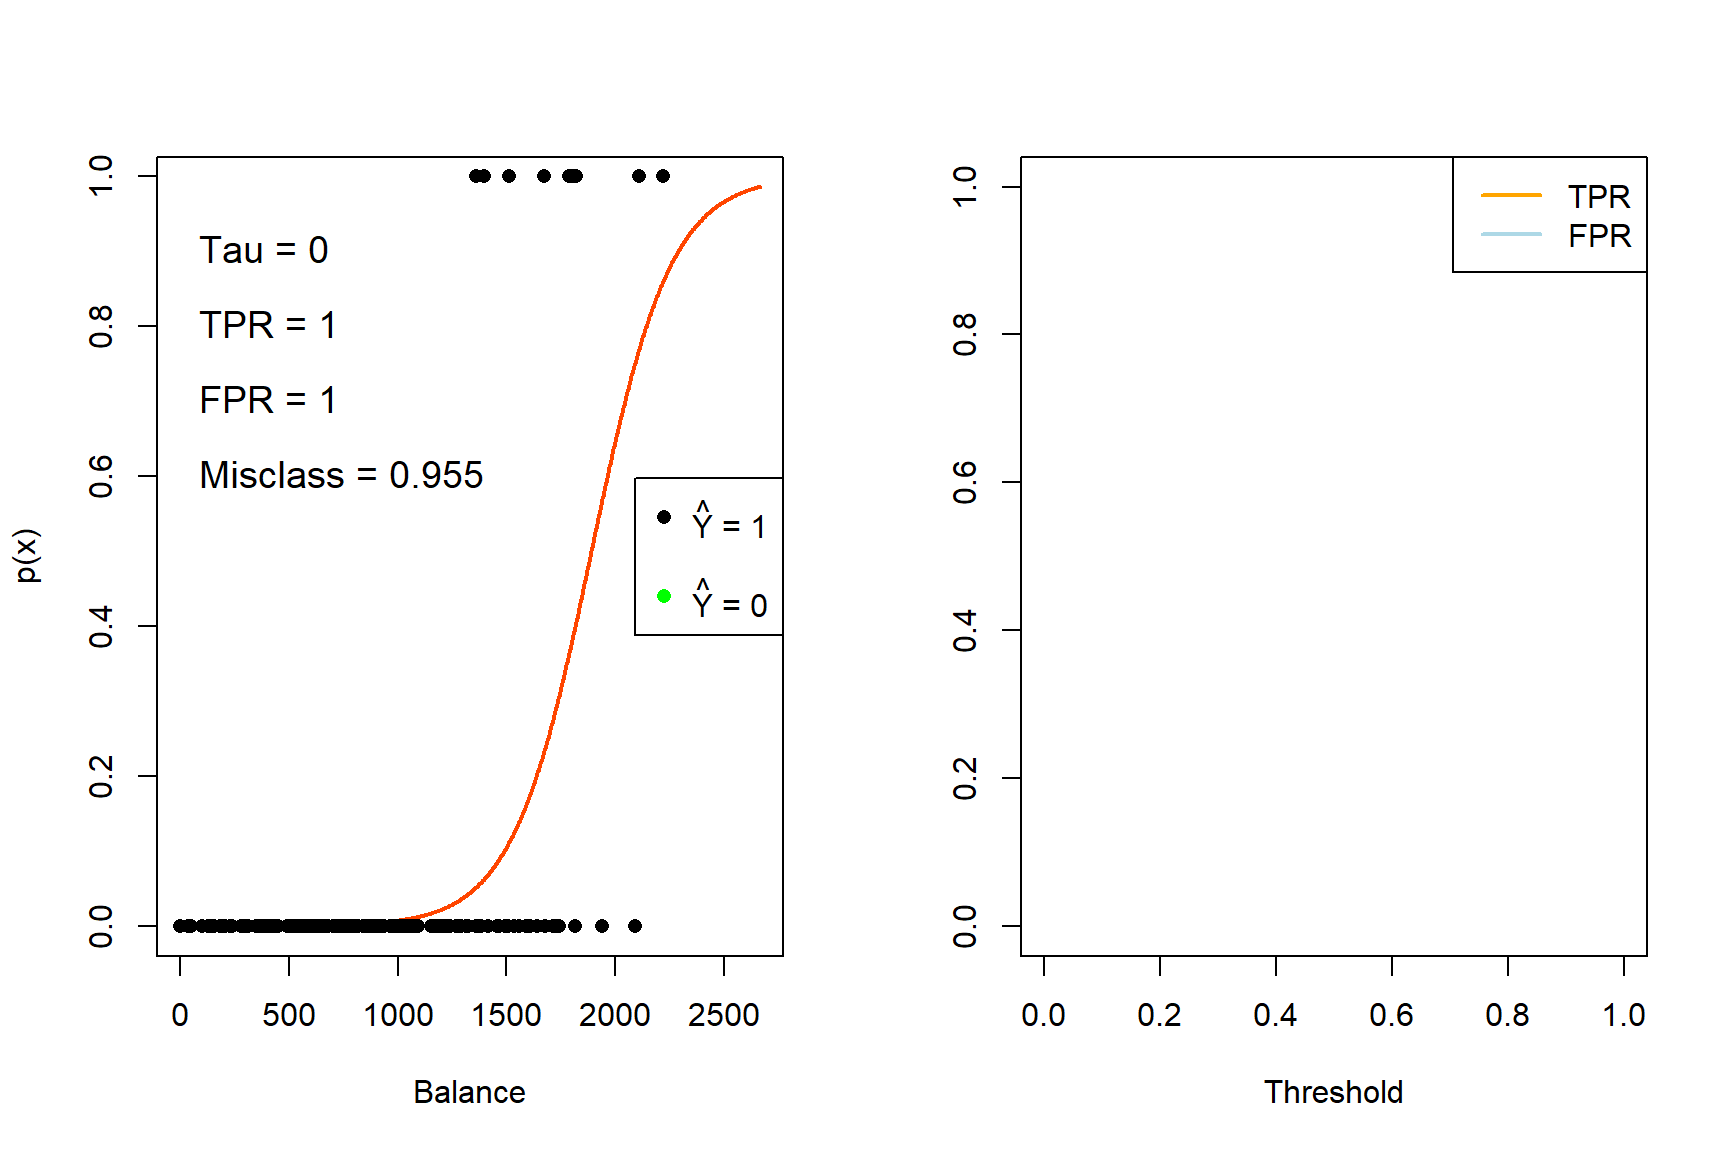 1.0
0.8
0.6
0.4
0.2
0.0
p(x)
Tau = 0
TPR = 1
FPR = 1
Misclass = 0.955
Ŷ = 1
Ŷ = 0
0 500 1000 1500 2000 2500
Balance
1.0
0.8
0.6
0.4
0.2
0.0
TPR
FPR
0.0 0.2 0.4 0.6 0.8 1.0
Threshold